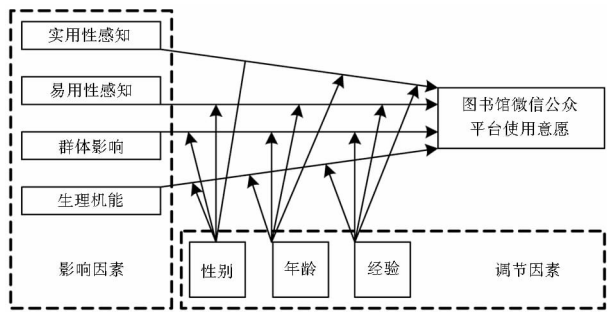 实用性感知
易用性感知
群体影响
生理机能
影响因素
图书馆微信公众
平台使用意愿
性别
年龄
经验
调节因素